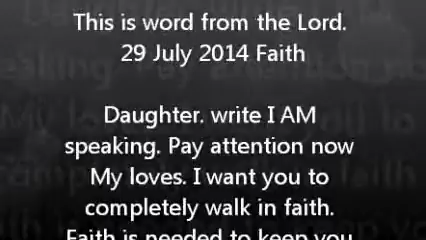 This is word from the Lord.
29 July 2014 Faith
Daughter. write I AM
speaking. Pay attention now
My loves. I want you to
completely walk in faith.
Faith is needed to keep you